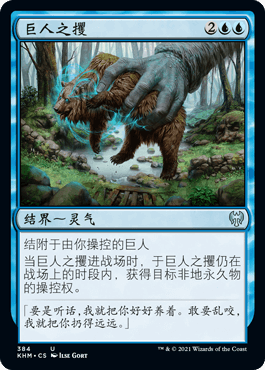 巨人之攫 2
结界～灵气
结附于由你操控的巨人
当巨人之攫进战场时，于巨人之攫仍在
战场上的时段内，获得目标非地永久物
的操控权。
「要是听话，我就把你好好养着。敢要乱咬，
我就把你扔得远远。」
384 U
KHM • CS ILSE GORT
™ & © 2021 Wizards of the Coast